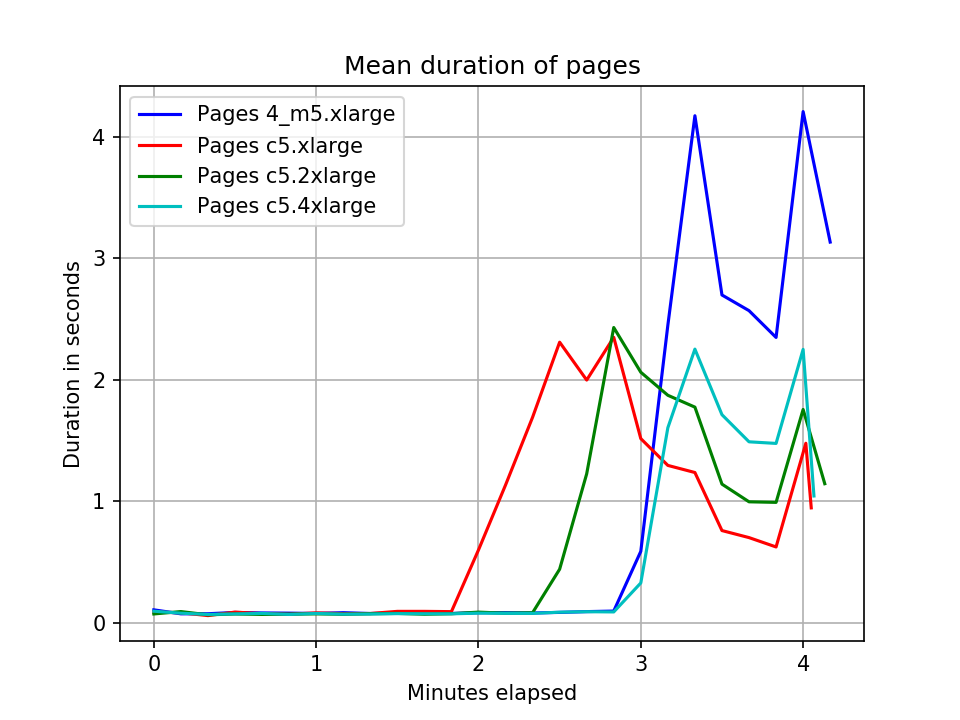 Mean duration of pages
Pages 4_m5.xlarge
Pages c5.xlarge
Pages c5.2xlarge
Pages c5.4xlarge
Duration in seconds
4
3
2
1
0
0 1 2 3 4
Minutes elapsed